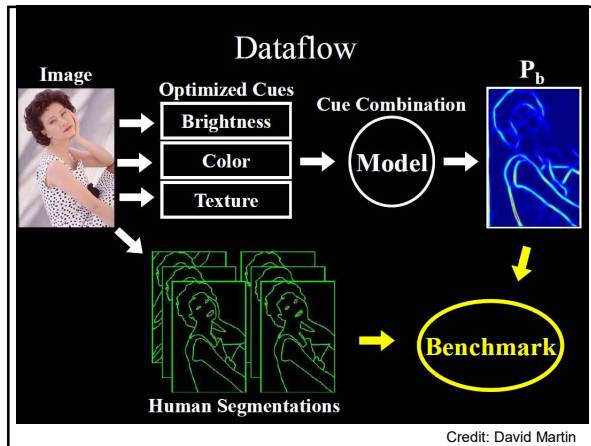 Dataflow
Image
Optimized Cues
Brightness
Color
Texture
Cue Combination
Model
Pb
Human Segmentations
Benchmark
Credit: David Martin